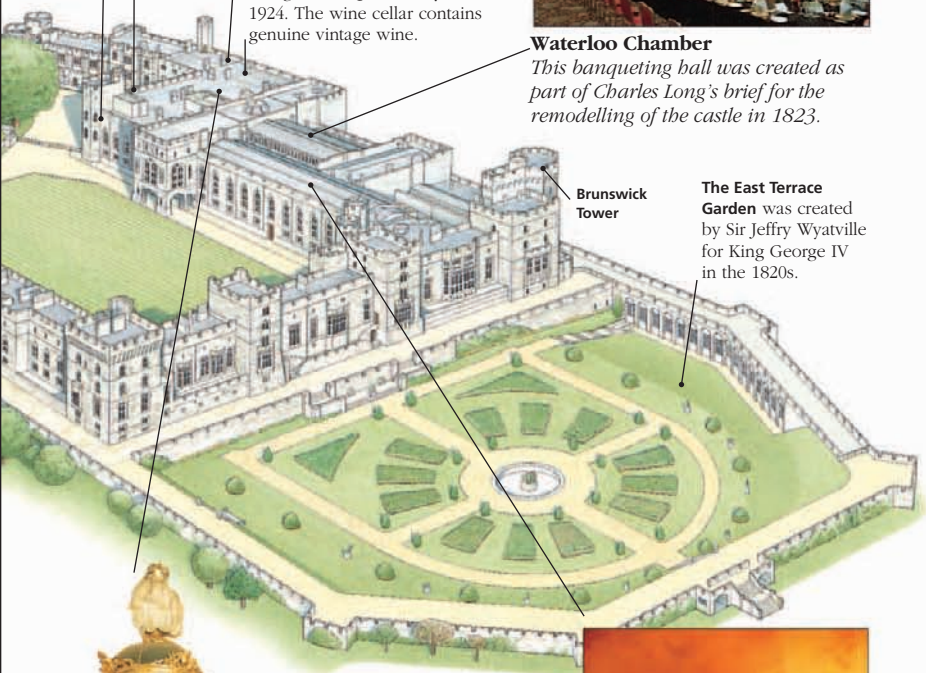 1924. The wine cellar contains
genuine vintage wine.
Waterloo Chamber
This banqueting hall was created as
part of Charles Long's brief for the
remodelling of the castle in 1823.
Brunswick
Tower
The East Terrace
Garden was created
by Sir Jeffry Wyatville
for King George IV
in the 1820s.